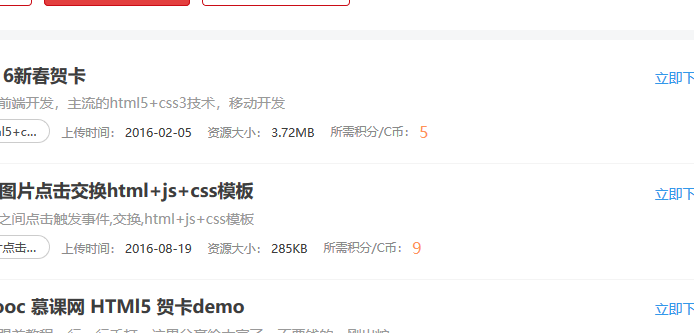 6新春贺卡
立即下
前端开发，主流的html5+css3技术，移动开发
l5+c... 上传时间： 2016-02-05 资源大小： 3.72MB 所需积分/C币： 5
图片点击交换html+js+css模板
立即下
之间点击触发事件,交换,html+js+css模板
点击... 上传时间： 2016-08-19 资源大小： 285KB 所需积分/C币： 9
ooc 慕课网 HTMl5 贺卡demo
立即下